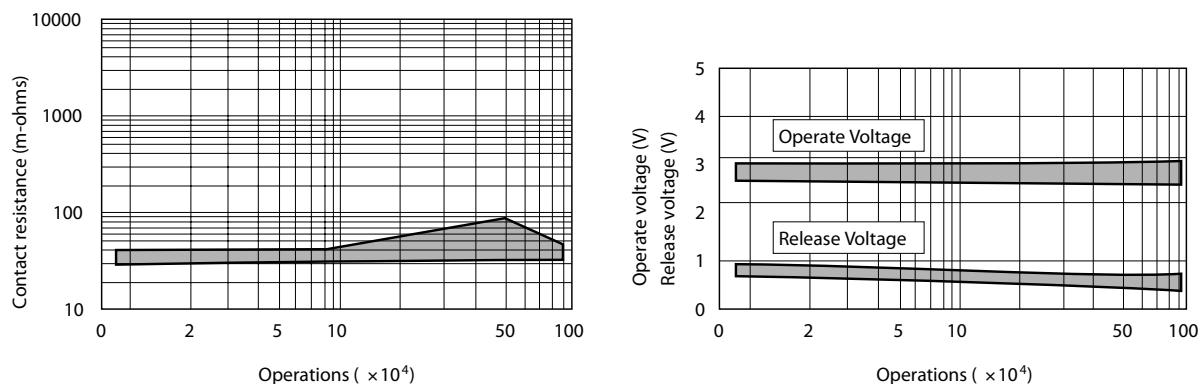 10000
1000
100
10
Contact resistance (m-ohms)
0 2 5 10 50 100
Operations ( ×10⁴)
5
4
3
2
1
0
Operate voltage (V)
Release voltage (V)
Operate Voltage
Release Voltage
0 2 5 10 50 100
Operations ( ×10⁴)